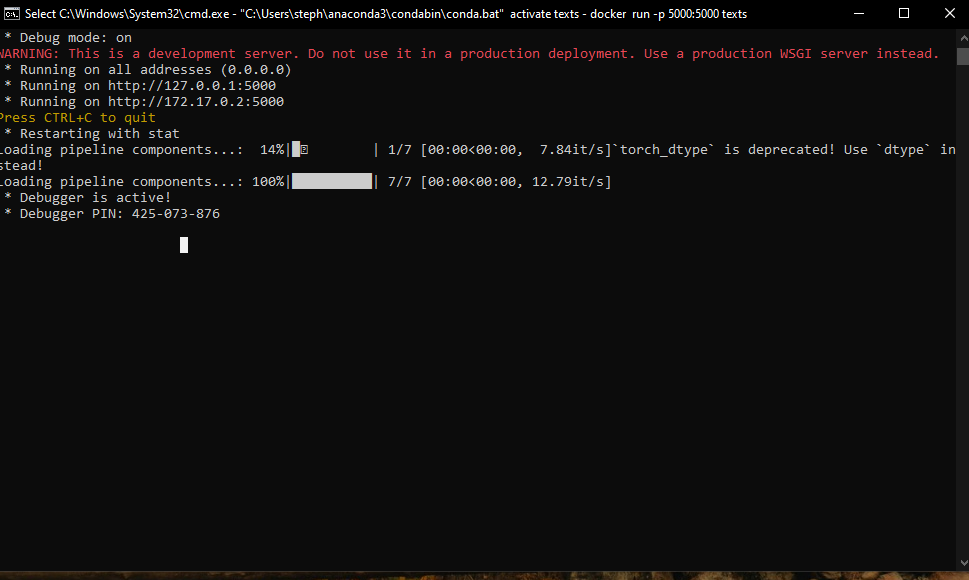 Select C:\Windows\System32\cmd.exe - "C:\Users\steph\anaconda3\condabin\conda.bat" activate texts - docker run -p 5000:5000 texts
* Debug mode: on
WARNING: This is a development server. Do not use it in a production deployment. Use a production WSGI server instead.
* Running on all addresses (0.0.0.0)
* Running on http://127.0.0.1:5000
* Running on http://172.17.0.2:5000
Press CTRL+C to quit
* Restarting with stat
Loading pipeline components...:  14%|█         | 1/7 [00:00<00:00,  7.84it/s]`torch_dtype` is deprecated! Use `dtype` in
stead!
Loading pipeline components...: 100%|██████████| 7/7 [00:00<00:00, 12.79it/s]
* Debugger is active!
* Debugger PIN: 425-073-876